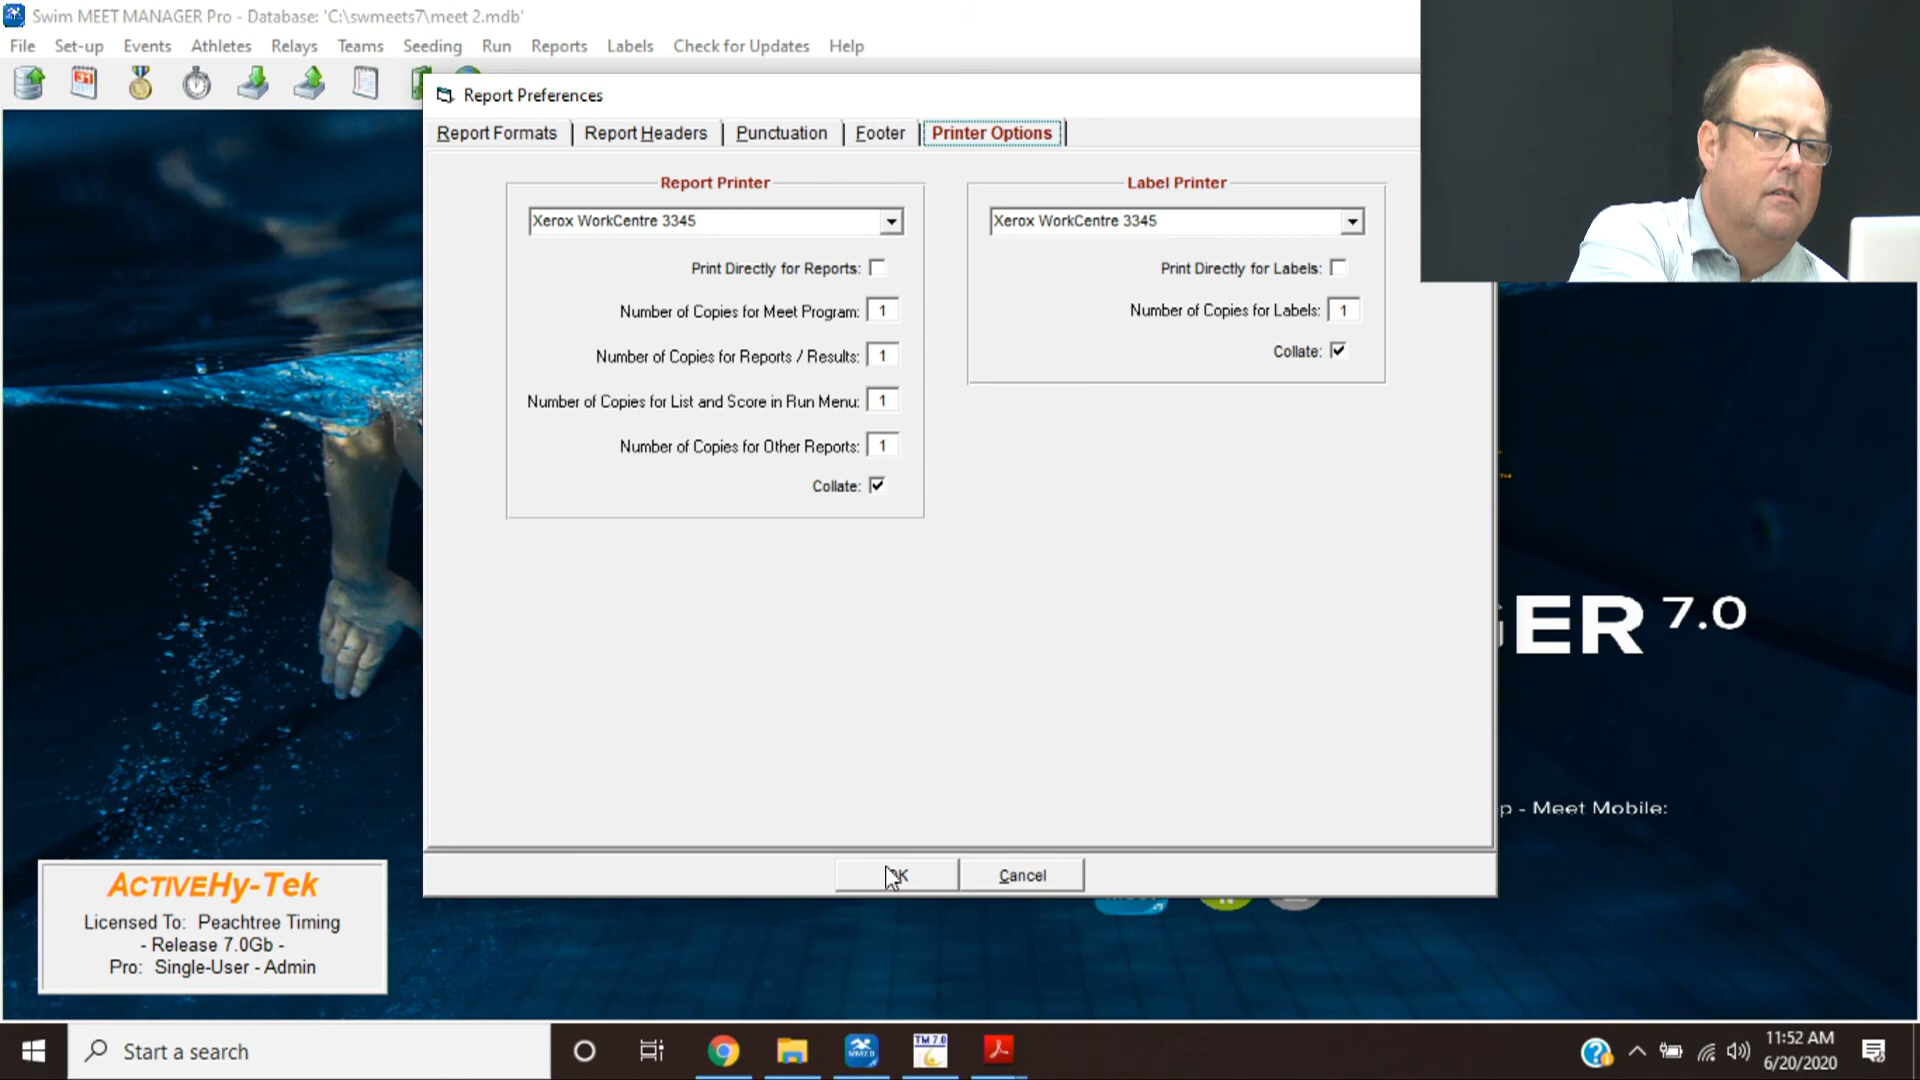 Swim MEET MANAGER Pro - Database: 'C:\swmeets7\meet 2.mdb'
File Set-up Events Athletes Relays Teams Seeding Run Reports Labels Check for Updates Help
31
Report Preferences
Report Formats Report Headers Punctuation Footer Printer Options
Report Printer
Xerox WorkCentre 3345
Print Directly for Reports:
Number of Copies for Meet Program: 1
Number of Copies for Reports / Results: 1
Number of Copies for List and Score in Run Menu: 1
Number of Copies for Other Reports: 1
Collate:
Label Printer
Xerox WorkCentre 3345
Print Directly for Labels:
Number of Copies for Labels: 1
Collate:
GER 7.0
p - Meet Mobile:
OK Cancel
ACTIVEHy-Tek
Licensed To: Peachtree Timing
- Release 7.0Gb -
Pro: Single-User - Admin
Start a search
TM 7.0
11:52 AM
6/20/2020